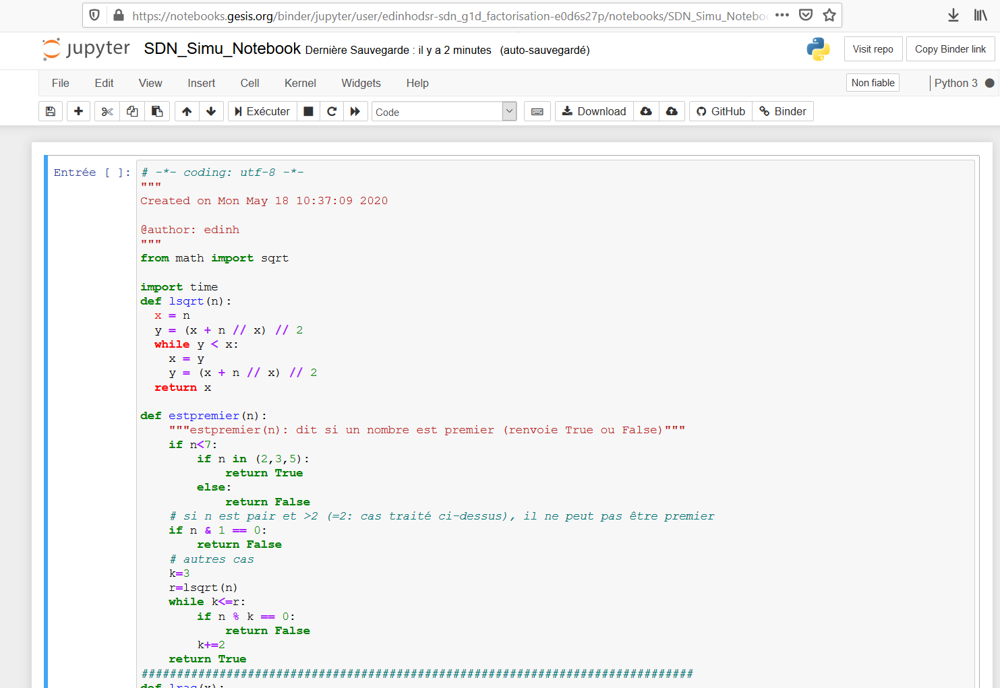 https://notebooks.gesis.org/binder/jupyter/user/edinhodsr-sdn_g1d_factorisation-e0d6s27p/notebooks/SDN_Simu_Notebo
jupyter SDN_Simu_Notebook Dernière Sauvegarde : il y a 2 minutes (auto-sauvegardé) Visit repo Copy Binder link
File Edit View Insert Cell Kernel Widgets Help Non fiable Python 3
Exécuter Code Download GitHub Binder
Entrée [ ]: # -*- coding: utf-8 -*-
"""
Created on Mon May 18 10:37:09 2020
@author: edinh
"""
from math import sqrt
import time
def lsqrt(n):
x = n
y = (x + n // x) // 2
while y < x:
x = y
y = (x + n // x) // 2
return x
def estpremier(n):
"""estpremier(n): dit si un nombre est premier (renvoie True ou False)"""
if n<7:
if n in (2,3,5):
return True
else:
return False
# si n est pair et >2 (=2: cas traité ci-dessus), il ne peut pas être premier
if n & 1 == 0:
return False
# autres cas
k=3
r=lsqrt(n)
while k<=r:
if n % k == 0:
return False
k+=2
return True
##############################################################################